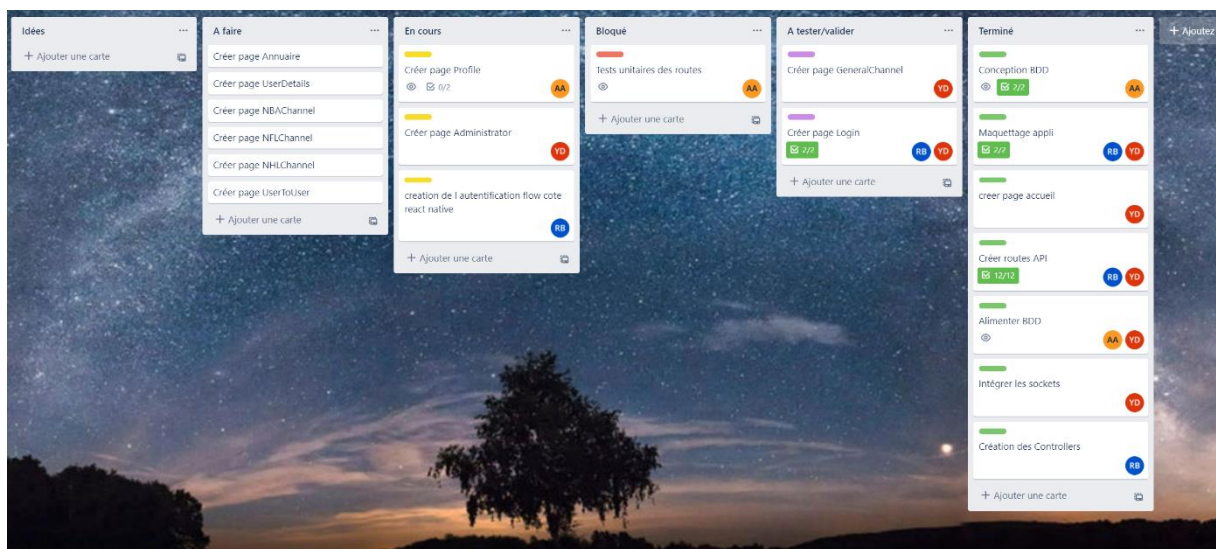 Idées
+ Ajouter une carte
A faire
Créer page Annuaire
Créer page UserDetails
Créer page NBAChannel
Créer page NFLChannel
Créer page NHLChannel
Créer page UserToUser
+ Ajouter une carte
En cours
Créer page Profile
0/2
AA
Créer page Administrator
YD
creation de l autentification flow cote
react native
RB
+ Ajouter une carte
Bloqué
Tests unitaires des routes
AA
+ Ajouter une carte
A tester/valider
Créer page GeneralChannel
YD
Créer page Login
2/2
RB YD
+ Ajouter une carte
Terminé
Conception BDD
2/2
AA
Maquettage appli
2/2
RB YD
creer page accueil
YD
Créer routes API
12/12
RB YD
Alimenter BDD
AA YD
Intégrer les sockets
YD
Création des Controllers
RB
+ Ajouter une carte
+ Ajoutez